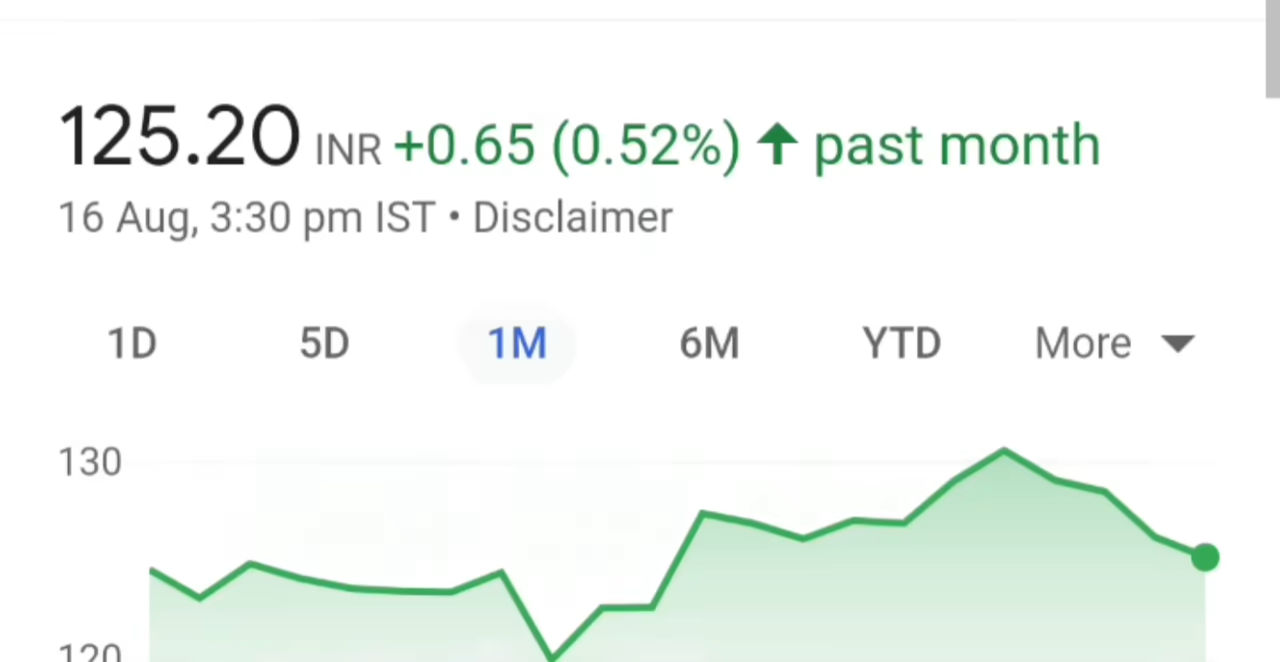 125.20 INR +0.65 (0.52%) ↑ past month
16 Aug, 3:30 pm IST • Disclaimer
1D 5D 1M 6M YTD More
130
120